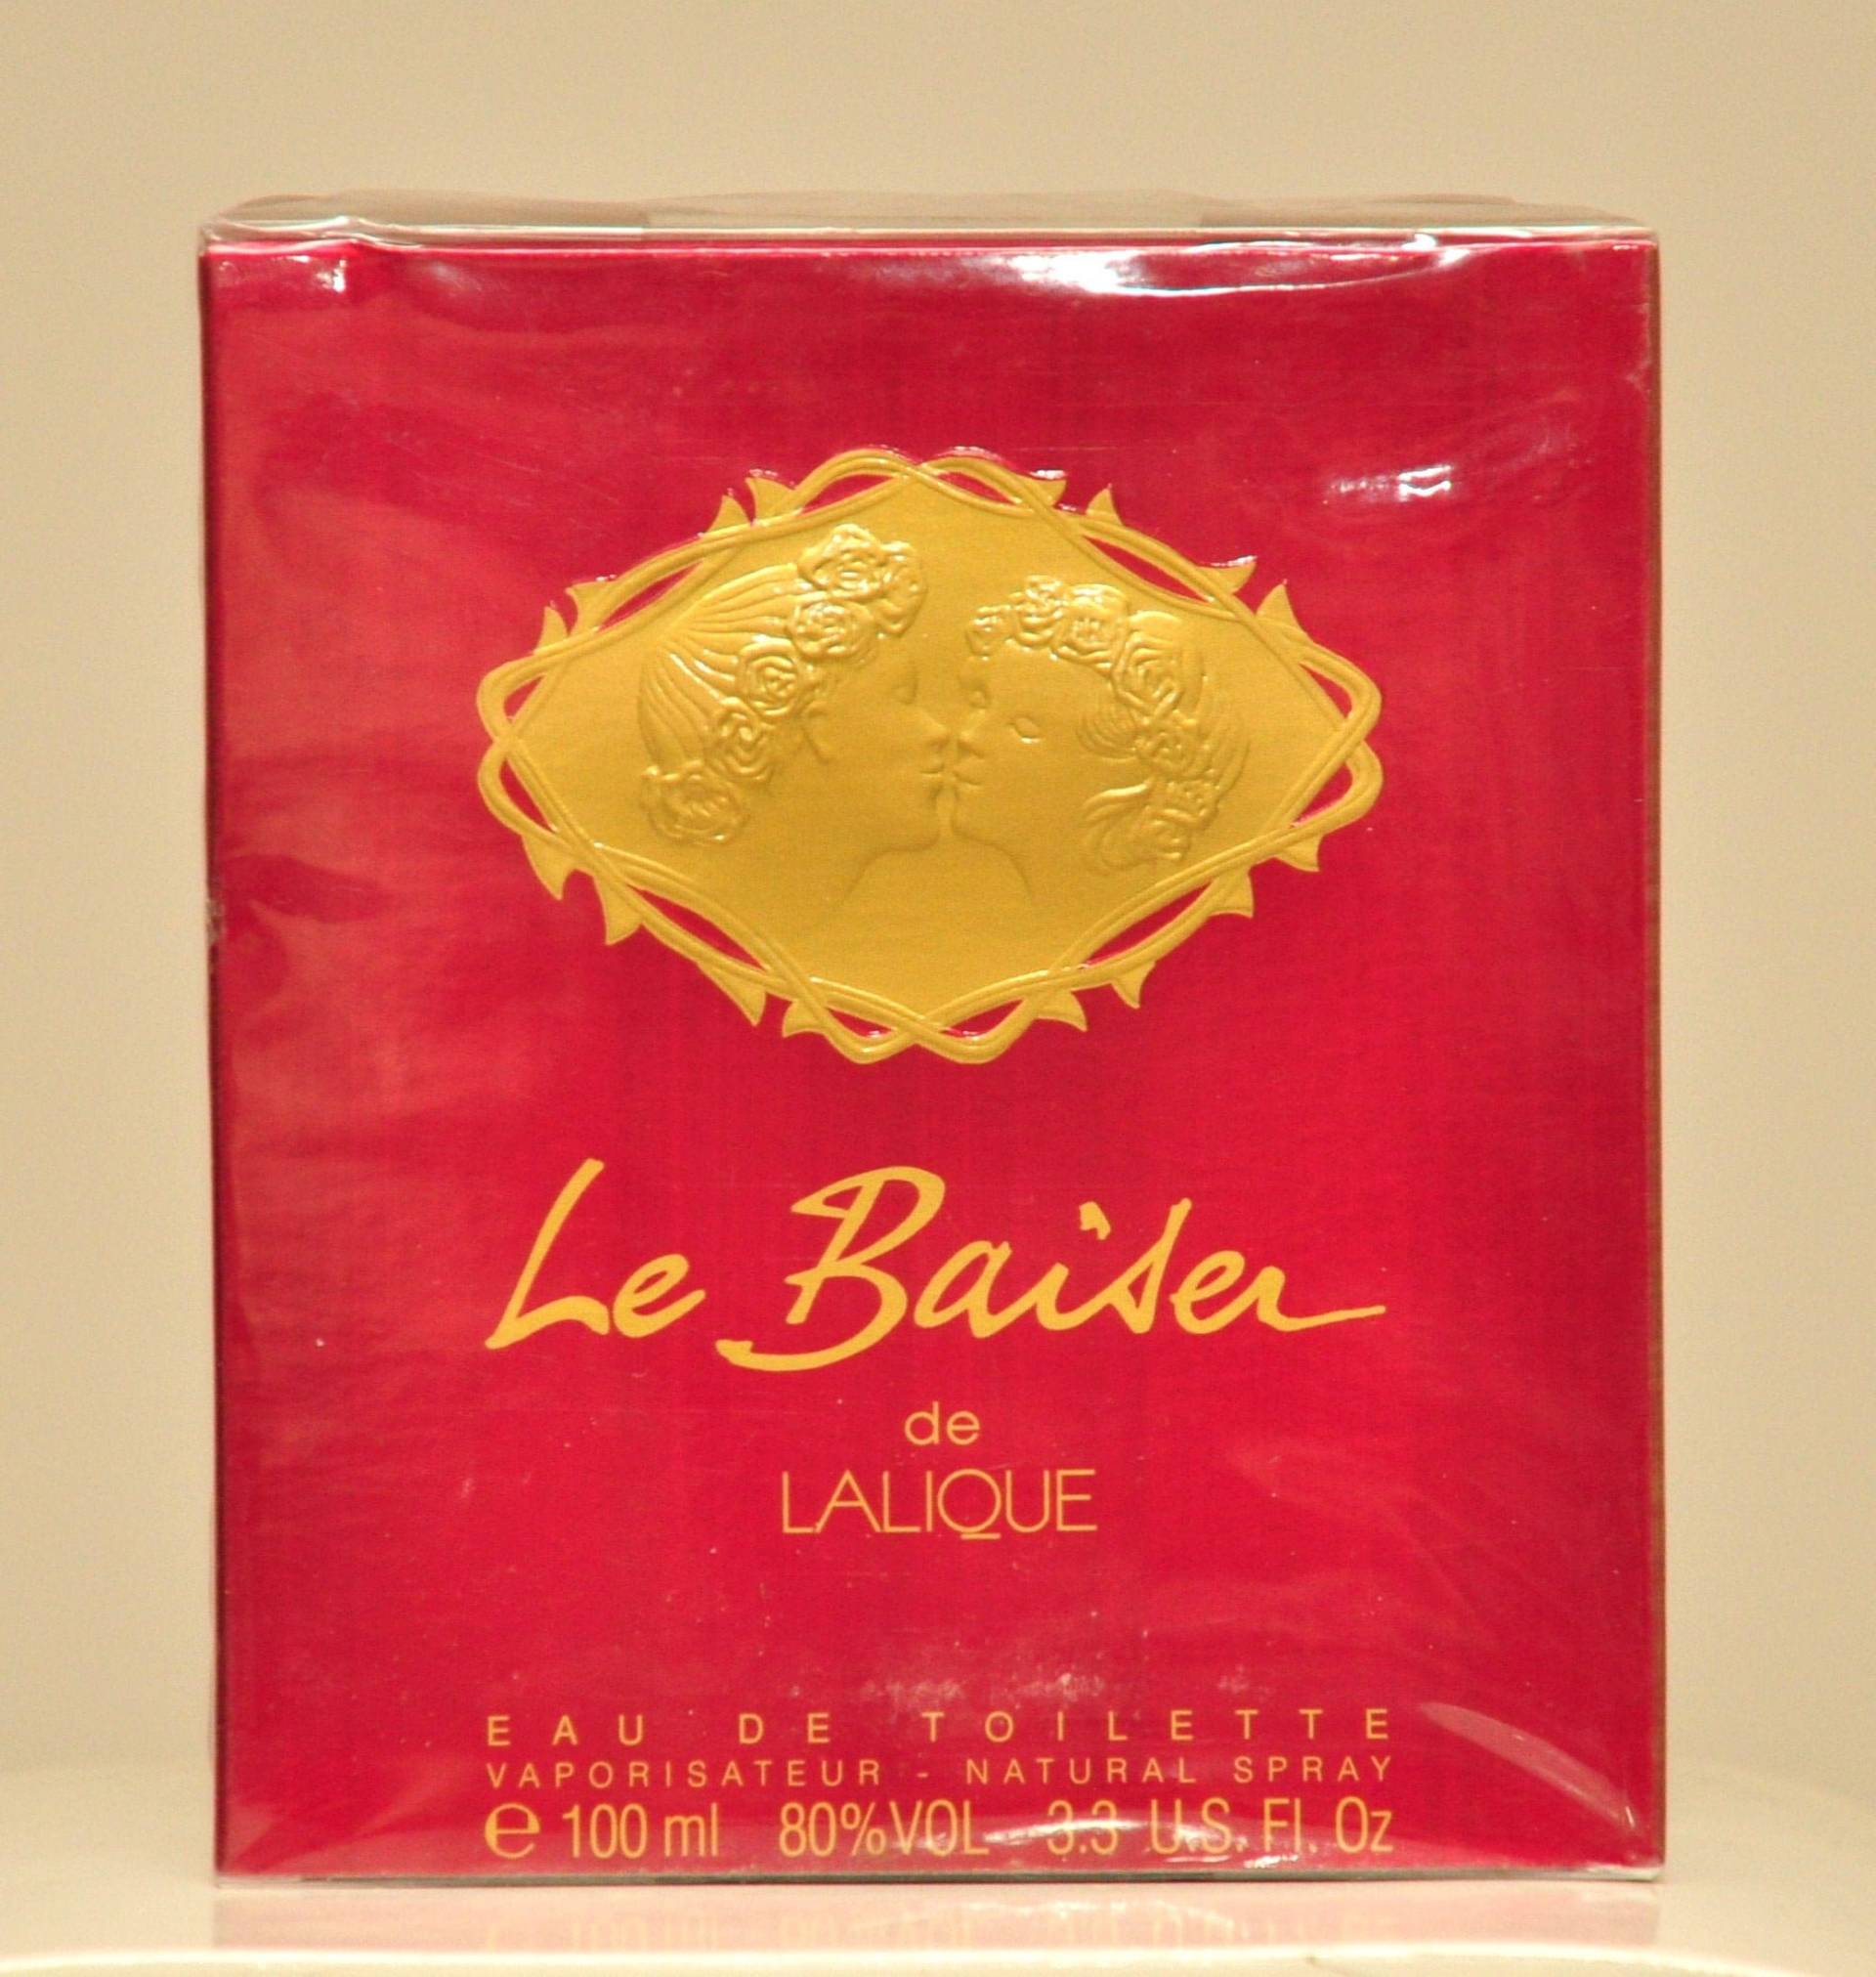 Le Baiser
de
LALIQUE
EAU DE TOILETTE
VAPORISATEUR - NATURAL SPRAY
℮ 100 ml 80%VOL 3.3 U.S. Fl. Oz